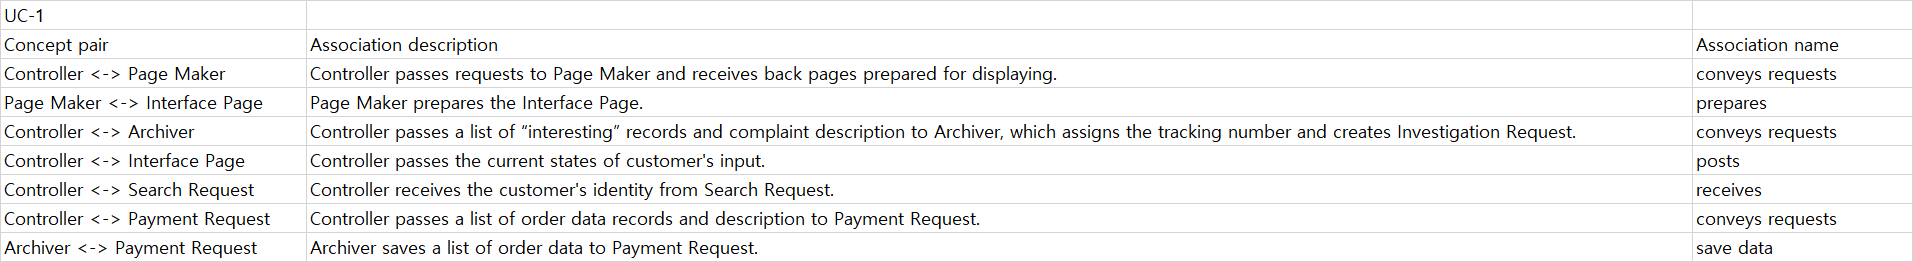 UC-1
Concept pair Association description Association name
Controller <-> Page Maker Controller passes requests to Page Maker and receives back pages prepared for displaying. conveys requests
Page Maker <-> Interface Page Page Maker prepares the Interface Page. prepares
Controller <-> Archiver Controller passes a list of “interesting” records and complaint description to Archiver, which assigns the tracking number and creates Investigation Request. conveys requests
Controller <-> Interface Page Controller passes the current states of customer's input. posts
Controller <-> Search Request Controller receives the customer's identity from Search Request. receives
Controller <-> Payment Request Controller passes a list of order data records and description to Payment Request. conveys requests
Archiver <-> Payment Request Archiver saves a list of order data to Payment Request. save data